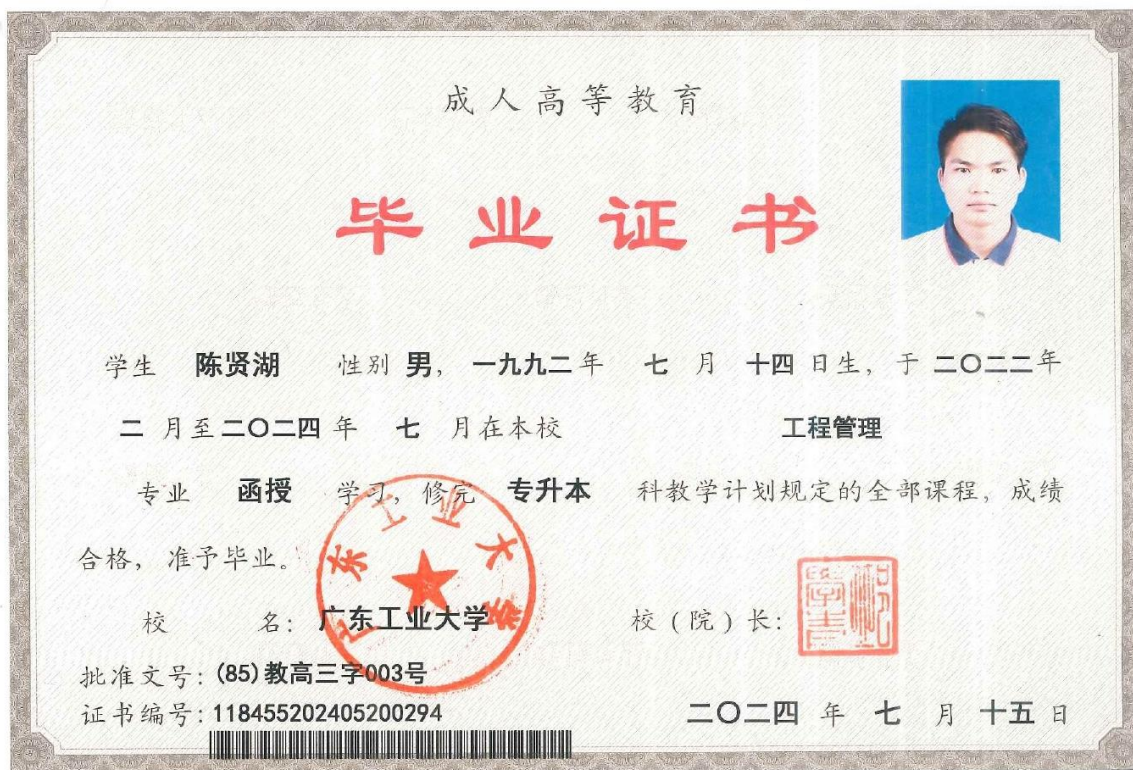 成人高等教育
毕业证书
学生 陈贤湖 性别 男，一九九二年 七 月 十四 日生，于 二〇二二年
二 月至二〇二四 年 七 月在本校 工程管理
专业 函授 学习，修完 专升本 科教学计划规定的全部课程，成绩
合格，准予毕业。
广东工业大学
校 名：广东工业大学 校（院）长：
批准文号：(85)教高三字003号
证书编号：118455202405200294 二〇二四 年 七 月 十五 日